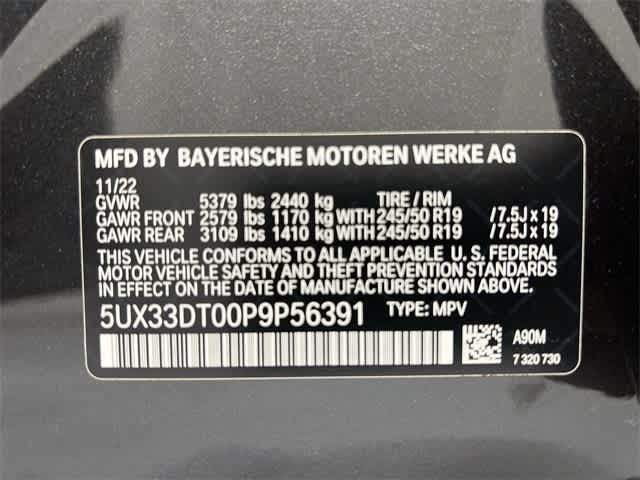 MFD BY BAYERISCHE MOTOREN WERKE AG
11/22
GVWR 5379 lbs 2440 kg TIRE / RIM
GAWR FRONT 2579 lbs 1170 kg WITH 245/50 R19 / 7.5J x 19
GAWR REAR 3109 lbs 1410 kg WITH 245/50 R19 / 7.5J x 19
THIS VEHICLE CONFORMS TO ALL APPLICABLE U. S. FEDERAL
MOTOR VEHICLE SAFETY AND THEFT PREVENTION STANDARDS
IN EFFECT ON THE DATE OF MANUFACTURE SHOWN ABOVE.
5UX33DT00P9P56391 TYPE: MPV
A90M
7 320 730